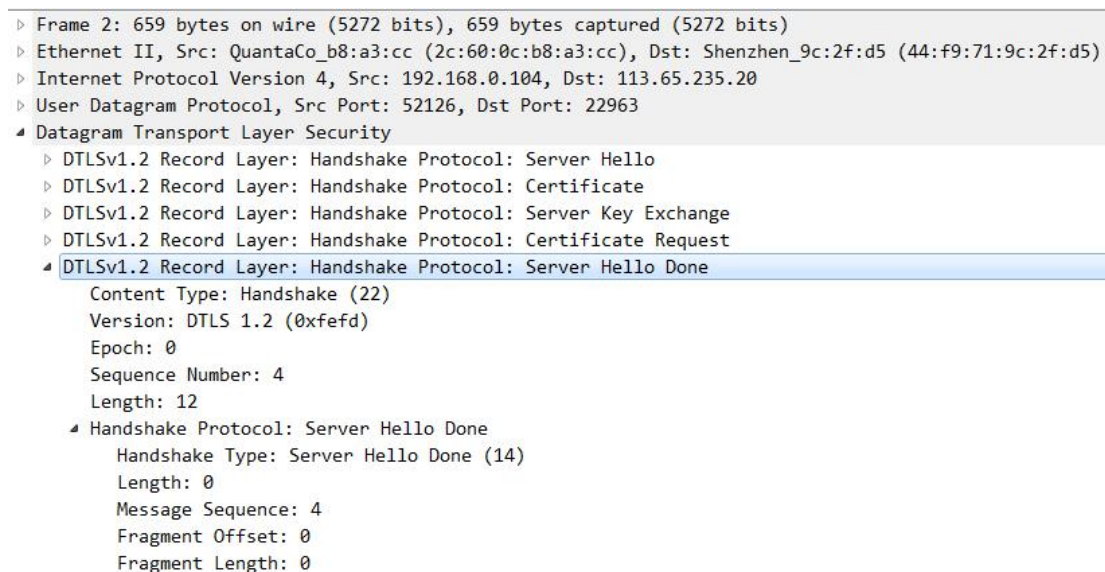 Frame 2: 659 bytes on wire (5272 bits), 659 bytes captured (5272 bits)
Ethernet II, Src: QuantaCo_b8:a3:cc (2c:60:0c:b8:a3:cc), Dst: Shenzhen_9c:2f:d5 (44:f9:71:9c:2f:d5)
Internet Protocol Version 4, Src: 192.168.0.104, Dst: 113.65.235.20
User Datagram Protocol, Src Port: 52126, Dst Port: 22963
Datagram Transport Layer Security
DTLSv1.2 Record Layer: Handshake Protocol: Server Hello
DTLSv1.2 Record Layer: Handshake Protocol: Certificate
DTLSv1.2 Record Layer: Handshake Protocol: Server Key Exchange
DTLSv1.2 Record Layer: Handshake Protocol: Certificate Request
DTLSv1.2 Record Layer: Handshake Protocol: Server Hello Done
Content Type: Handshake (22)
Version: DTLS 1.2 (0xfefd)
Epoch: 0
Sequence Number: 4
Length: 12
Handshake Protocol: Server Hello Done
Handshake Type: Server Hello Done (14)
Length: 0
Message Sequence: 4
Fragment Offset: 0
Fragment Length: 0